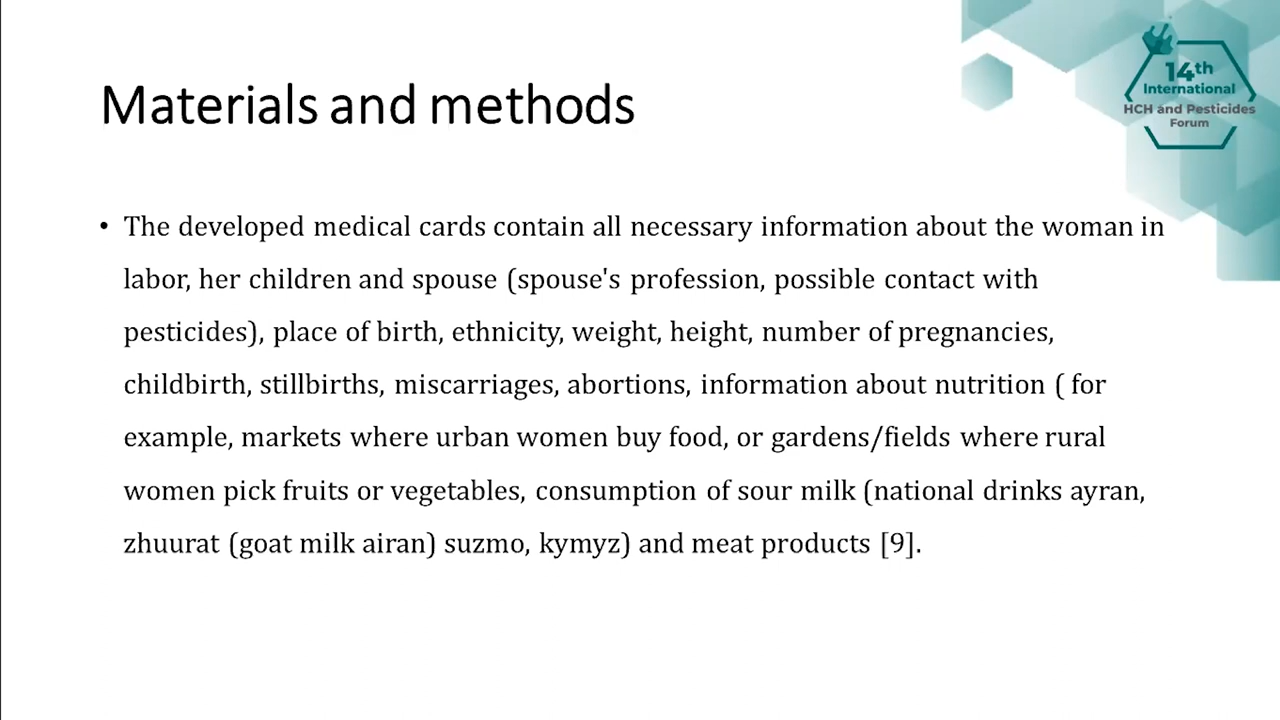 Materials and methods
14th
International
HCH and Pesticides
Forum
• The developed medical cards contain all necessary information about the woman in
labor, her children and spouse (spouse's profession, possible contact with
pesticides), place of birth, ethnicity, weight, height, number of pregnancies,
childbirth, stillbirths, miscarriages, abortions, information about nutrition ( for
example, markets where urban women buy food, or gardens/fields where rural
women pick fruits or vegetables, consumption of sour milk (national drinks ayran,
zhuurat (goat milk airan) suzmo, kymyz) and meat products [9].